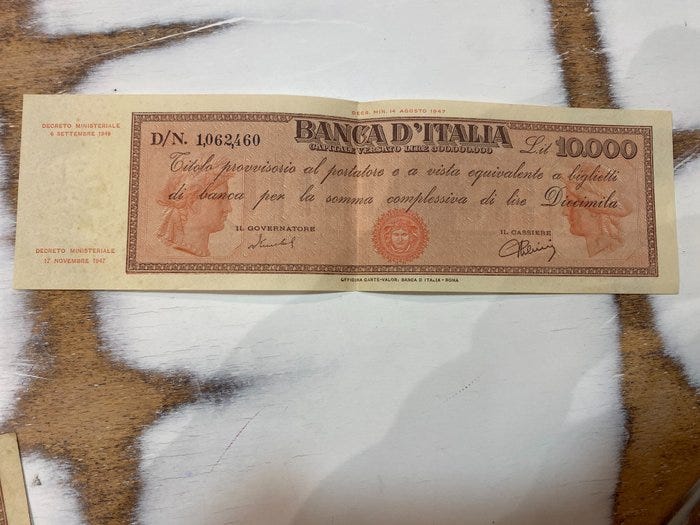 DECR. MIN. 14 AGOSTO 1947
DECRETO MINISTERIALE
6 SETTEMBRE 1949
D/N. 1,062,460
BANCA D'ITALIA
CAPITALE VERSATO LIRE 300.000.000
Lit 10.000
Titolo provvisorio al portatore e a vista equivalente a biglietti
di banca per la somma complessiva di lire Diecimila
IL GOVERNATORE
IL CASSIERE
DECRETO MINISTERIALE
17 NOVEMBRE 1947
OFFICINA CARTE-VALORI BANCA D'ITALIA - ROMA